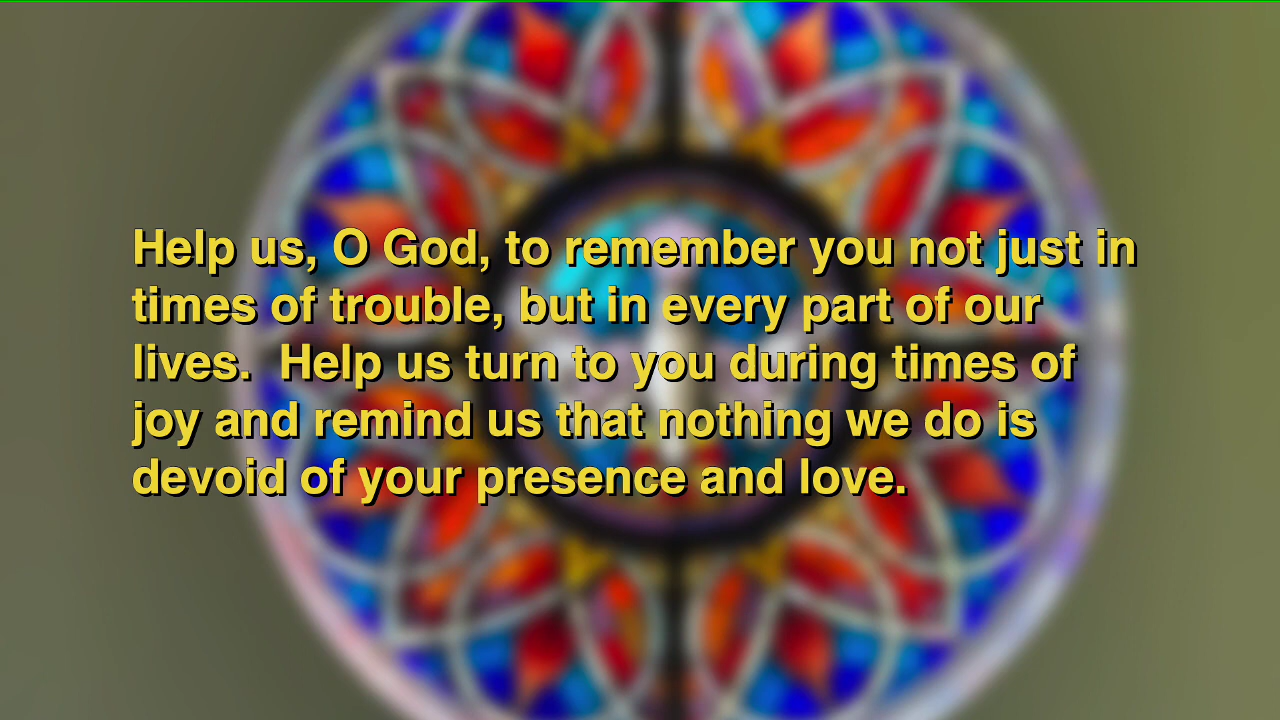 Help us, O God, to remember you not just in
times of trouble, but in every part of our
lives.  Help us turn to you during times of
joy and remind us that nothing we do is
devoid of your presence and love.